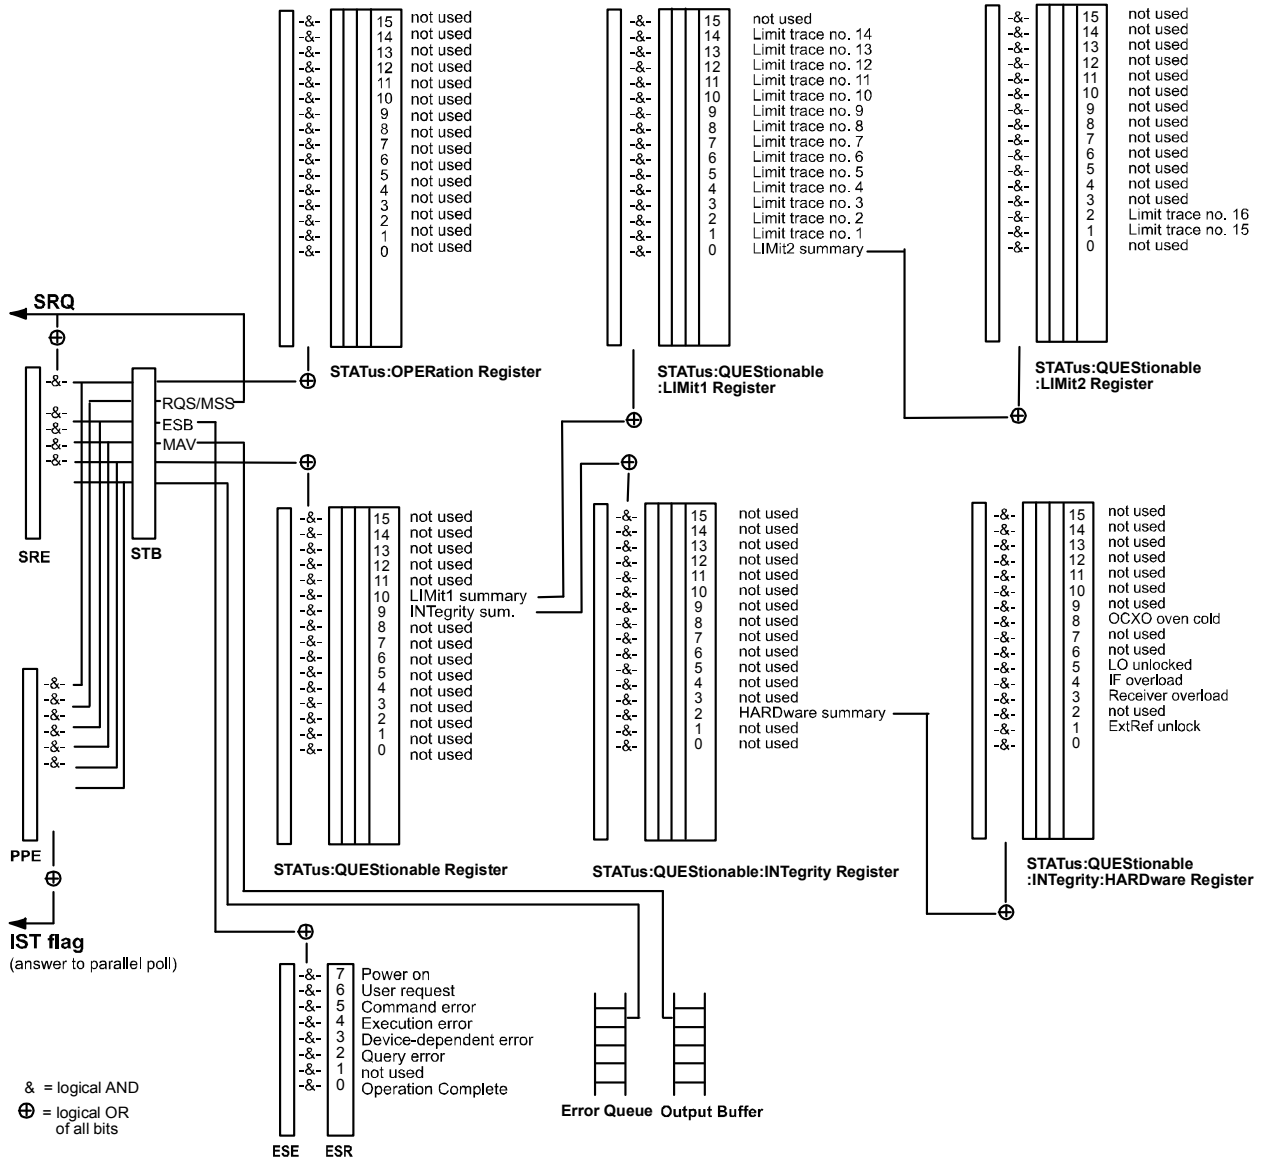 -&- 15 not used
-&- 14 not used
-&- 13 not used
-&- 12 not used
-&- 11 not used
-&- 10 not used
-&- 9 not used
-&- 8 not used
-&- 7 not used
-&- 6 not used
-&- 5 not used
-&- 4 not used
-&- 3 not used
-&- 2 not used
-&- 1 not used
-&- 0 not used
STATus:OPERation Register
-&- 15 not used
-&- 14 Limit trace no. 14
-&- 13 Limit trace no. 13
-&- 12 Limit trace no. 12
-&- 11 Limit trace no. 11
-&- 10 Limit trace no. 10
-&- 9 Limit trace no. 9
-&- 8 Limit trace no. 8
-&- 7 Limit trace no. 7
-&- 6 Limit trace no. 6
-&- 5 Limit trace no. 5
-&- 4 Limit trace no. 4
-&- 3 Limit trace no. 3
-&- 2 Limit trace no. 2
-&- 1 Limit trace no. 1
-&- 0 LIMit2 summary
STATus:QUEStionable
:LIMit1 Register
-&- 15 not used
-&- 14 not used
-&- 13 not used
-&- 12 not used
-&- 11 not used
-&- 10 not used
-&- 9 not used
-&- 8 not used
-&- 7 not used
-&- 6 not used
-&- 5 not used
-&- 4 not used
-&- 3 not used
-&- 2 Limit trace no. 16
-&- 1 Limit trace no. 15
-&- 0 not used
STATus:QUEStionable
:LIMit2 Register
SRQ
-&-
-&-
-&-
-&-
-&-
RQS/MSS
ESB
MAV
SRE
STB
-&- 15 not used
-&- 14 not used
-&- 13 not used
-&- 12 not used
-&- 11 not used
-&- 10 LIMit1 summary
-&- 9 INTegrity sum.
-&- 8 not used
-&- 7 not used
-&- 6 not used
-&- 5 not used
-&- 4 not used
-&- 3 not used
-&- 2 not used
-&- 1 not used
-&- 0 not used
STATus:QUEStionable Register
-&- 15 not used
-&- 14 not used
-&- 13 not used
-&- 12 not used
-&- 11 not used
-&- 10 not used
-&- 9 not used
-&- 8 not used
-&- 7 not used
-&- 6 not used
-&- 5 not used
-&- 4 not used
-&- 3 not used
-&- 2 HARDware summary
-&- 1 not used
-&- 0 not used
STATus:QUEStionable:INTegrity Register
-&- 15 not used
-&- 14 not used
-&- 13 not used
-&- 12 not used
-&- 11 not used
-&- 10 not used
-&- 9 not used
-&- 8 OCXO oven cold
-&- 7 not used
-&- 6 not used
-&- 5 LO unlocked
-&- 4 IF overload
-&- 3 Receiver overload
-&- 2 not used
-&- 1 ExtRef unlock
-&- 0
STATus:QUEStionable
:INTegrity:HARDware Register
-&-
-&-
-&-
-&-
-&-
-&-
PPE
IST flag
(answer to parallel poll)
-&- 7 Power on
-&- 6 User request
-&- 5 Command error
-&- 4 Execution error
-&- 3 Device-dependent error
-&- 2 Query error
-&- 1 not used
-&- 0 Operation Complete
ESE
ESR
Error Queue
Output Buffer
& = logical AND
⊕ = logical OR
of all bits